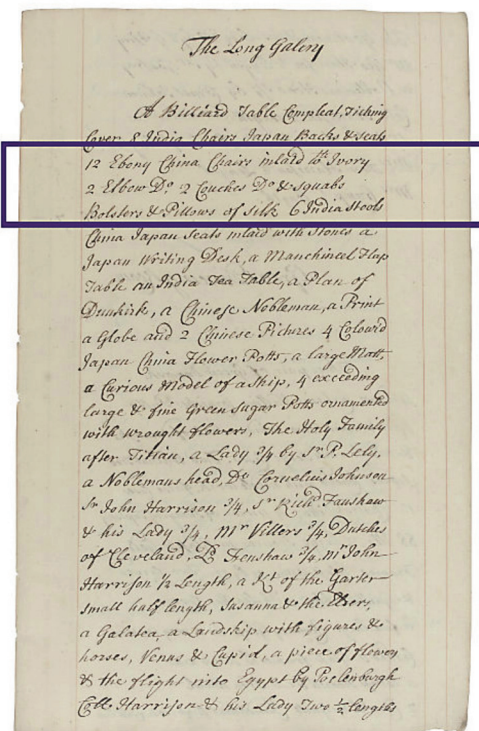 The Long Galery
A Billiard Table Compleat, Ticking
Cover 8 India Chairs Japan Backs & seats
12 Ebony China Chairs inlaid wth. Ivory
2 Elbow Do. 2 Couches Do. & Squabs
Bolsters & Pillows of silk 6 India Stools
China Japan Seats inlaid with Stones a
Japan Writing Desk, a Manchineel Flap
Table an India Tea Table, a Plan of
Dunkirk, a Chinese Nobleman, a Print
a Globe and 2 Chinese Pictures 4 Colourd
Japan China Flower Potts, a large Matt,
a Curious Model of a Ship, 4 exceeding
large & fine Green Sugar Potts ornamented
with wrought flowers, The Holy Family
after Titian, a Lady 3/4 by Sr. P. Lely,
a Noblemans head, Do. Cornelius Johnson
Sr John Harrison 3/4, Sr Richd. Fanshaw
& his Lady 3/4, Mr Villers 3/4, Dutches
of Cleveland, Henshaw 3/4, Mr John
Harrison 1/2 Length, a Kt. of the Garter
small half length, Susanna & the Elders,
a Galatea, a Landship with figures &
horses, Venus & Cupid, a piece of flowers
& the flight into Egypt by Poelenburgh
Coll. Harrison & his Lady Two 1/2 lengths